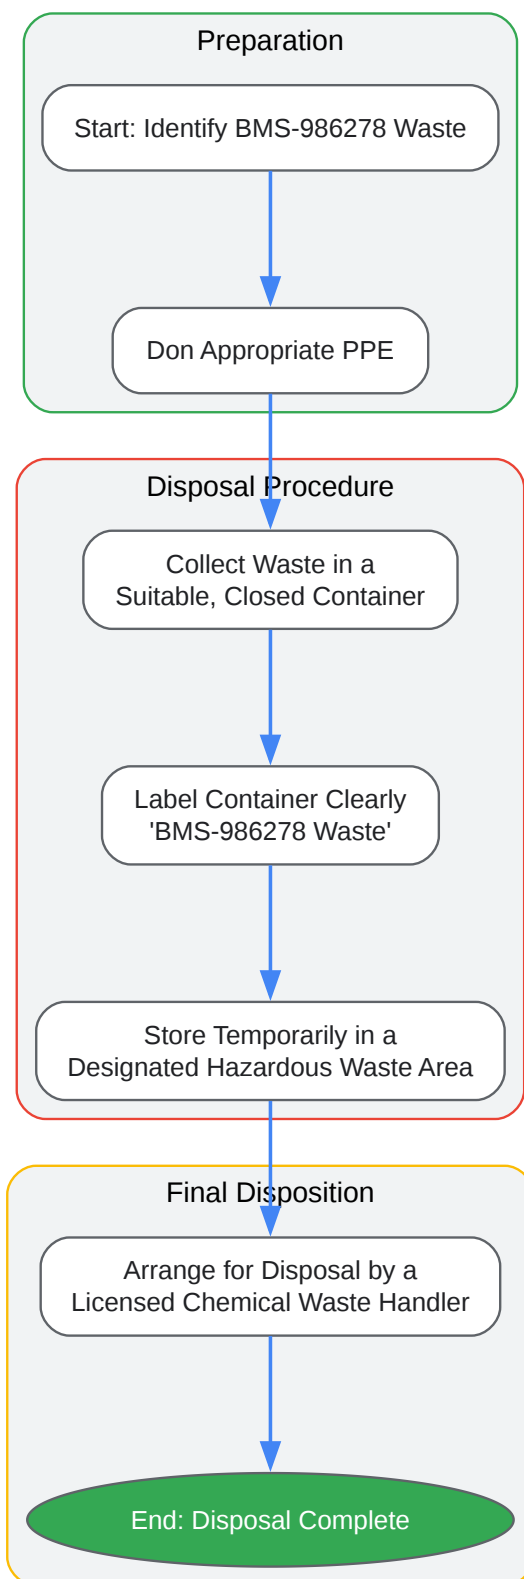 Preparation
Start: Identify BMS-986278 Waste
Don Appropriate PPE
Disposal Procedure
Collect Waste in a
Suitable, Closed Container
Label Container Clearly
'BMS-986278 Waste'
Store Temporarily in a
Designated Hazardous Waste Area
Final Disposition
Arrange for Disposal by a
Licensed Chemical Waste Handler
End: Disposal Complete